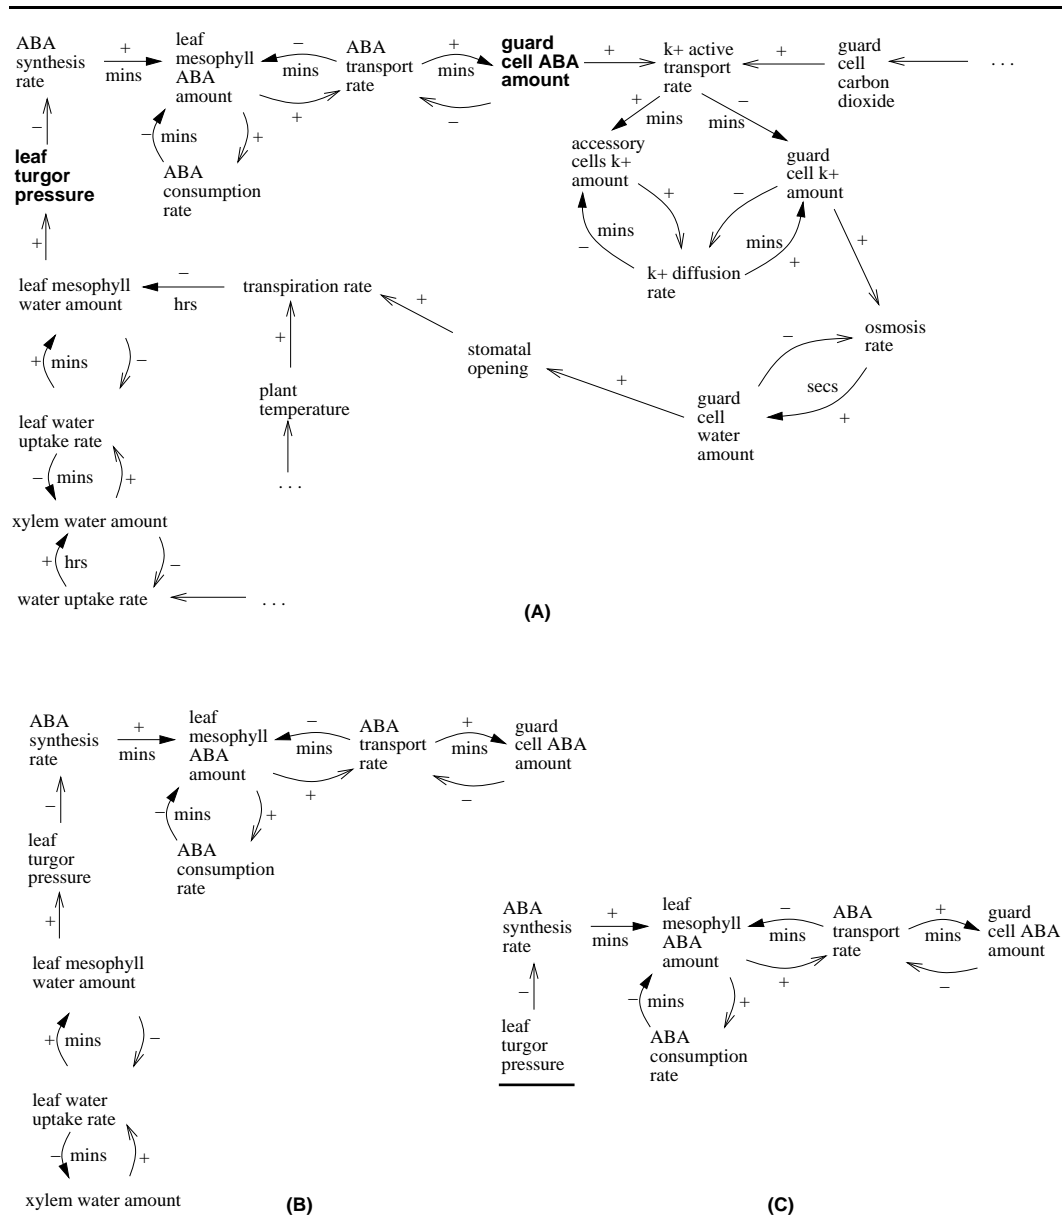 ABA
synthesis
rate
+
mins
leaf
mesophyll
ABA
amount
−
mins
+
ABA
transport
rate
+
mins
−
guard
cell ABA
amount
+
k+ active
transport
rate
+
guard
cell
carbon
dioxide
. . .
−
− mins
+
ABA
consumption
rate
leaf
turgor
pressure
+
mins
−
mins
accessory
cells k+
amount
guard
cell k+
amount
+
−
mins
−
mins
+
k+ diffusion
rate
+
+
leaf mesophyll
water amount
−
hrs
transpiration rate
+
+
stomatal
opening
+
−
osmosis
rate
secs
+
guard
cell
water
amount
+ mins
−
plant
temperature
. . .
leaf water
uptake rate
− mins
+
xylem water amount
+ hrs
−
water uptake rate
. . .
(A)
ABA
synthesis
rate
+
mins
leaf
mesophyll
ABA
amount
−
mins
+
ABA
transport
rate
+
mins
−
guard
cell ABA
amount
−
− mins
+
ABA
consumption
rate
leaf
turgor
pressure
+
leaf mesophyll
water amount
+ mins
−
leaf water
uptake rate
− mins
+
xylem water amount
(B)
ABA
synthesis
rate
+
mins
leaf
mesophyll
ABA
amount
−
mins
+
ABA
transport
rate
+
mins
−
guard
cell ABA
amount
−
− mins
+
leaf
turgor
pressure
ABA
consumption
rate
(C)